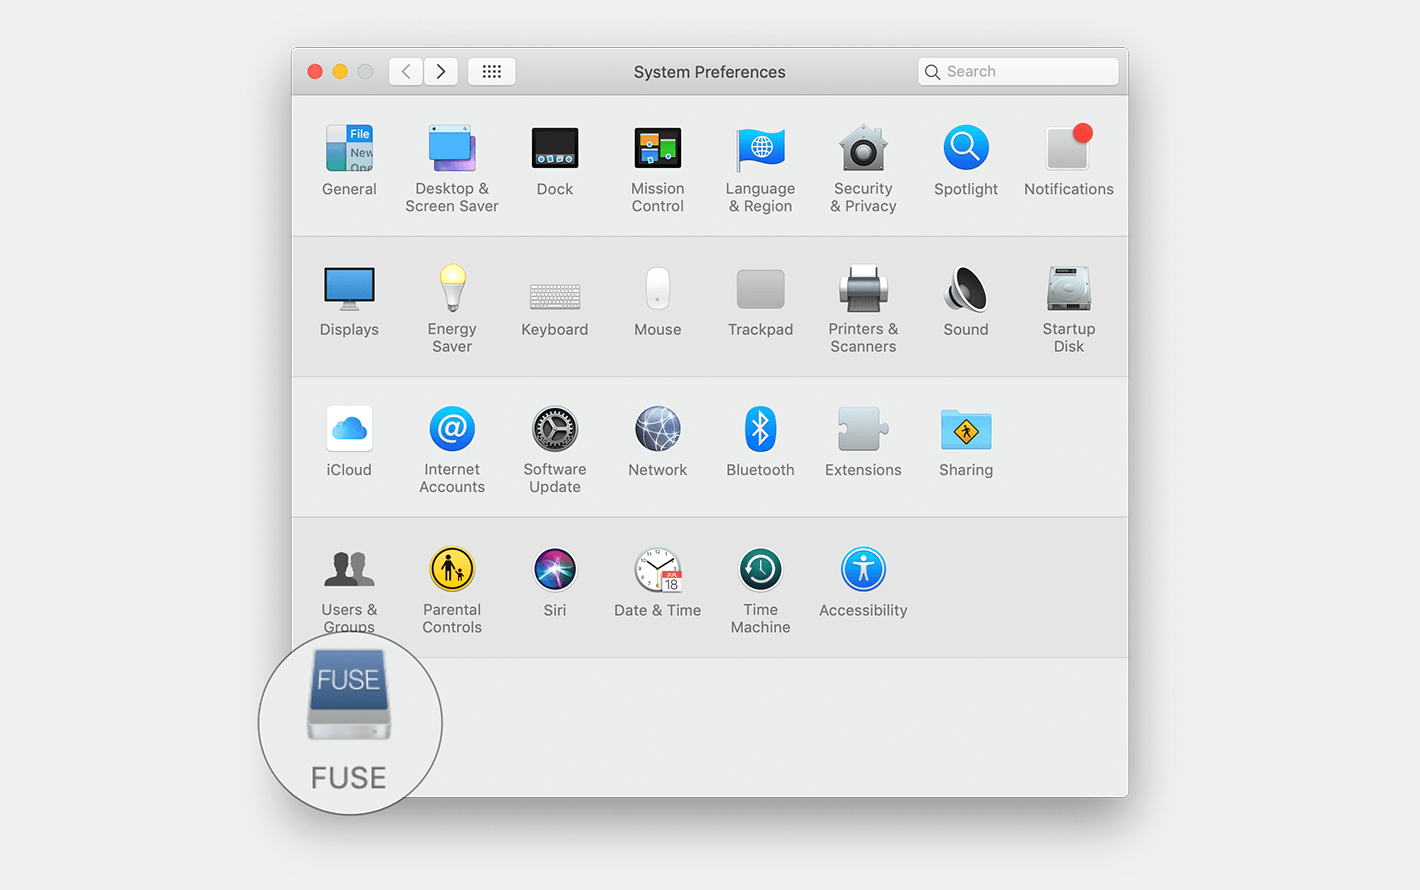 System Preferences
Search
File
New
One
General
Desktop &
Screen Saver
Dock
Mission
Control
Language
& Region
Security
& Privacy
Spotlight
Notifications
Displays
Energy
Saver
Keyboard
Mouse
Trackpad
Printers &
Scanners
Sound
Startup
Disk
iCloud
@
Internet
Accounts
Software
Update
Network
Bluetooth
Extensions
Sharing
Users &
Groups
Parental
Controls
Siri
12
JUL
18
Date & Time
Time
Machine
Accessibility
FUSE
FUSE